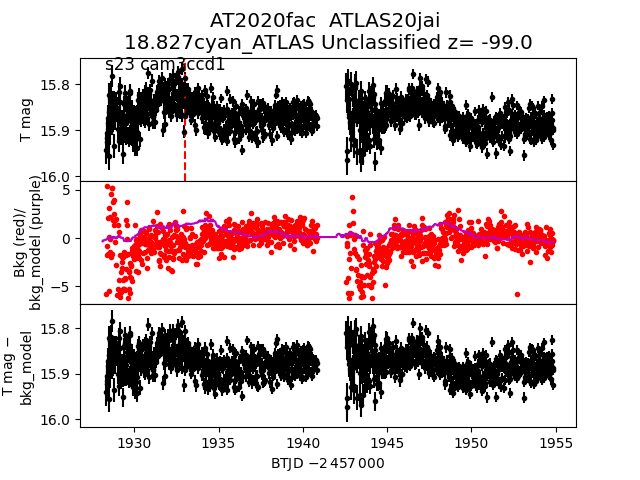 AT2020fac  ATLAS20jai
18.827cyan_ATLAS Unclassified z= -99.0
s23 cam3ccd1
T mag
15.8
15.9
16.0
Bkg (red)/
bkg_model (purple)
5
0
−5
T mag −
bkg_model
15.8
15.9
16.0
1930 1935 1940 1945 1950 1955
BTJD −2 457 000